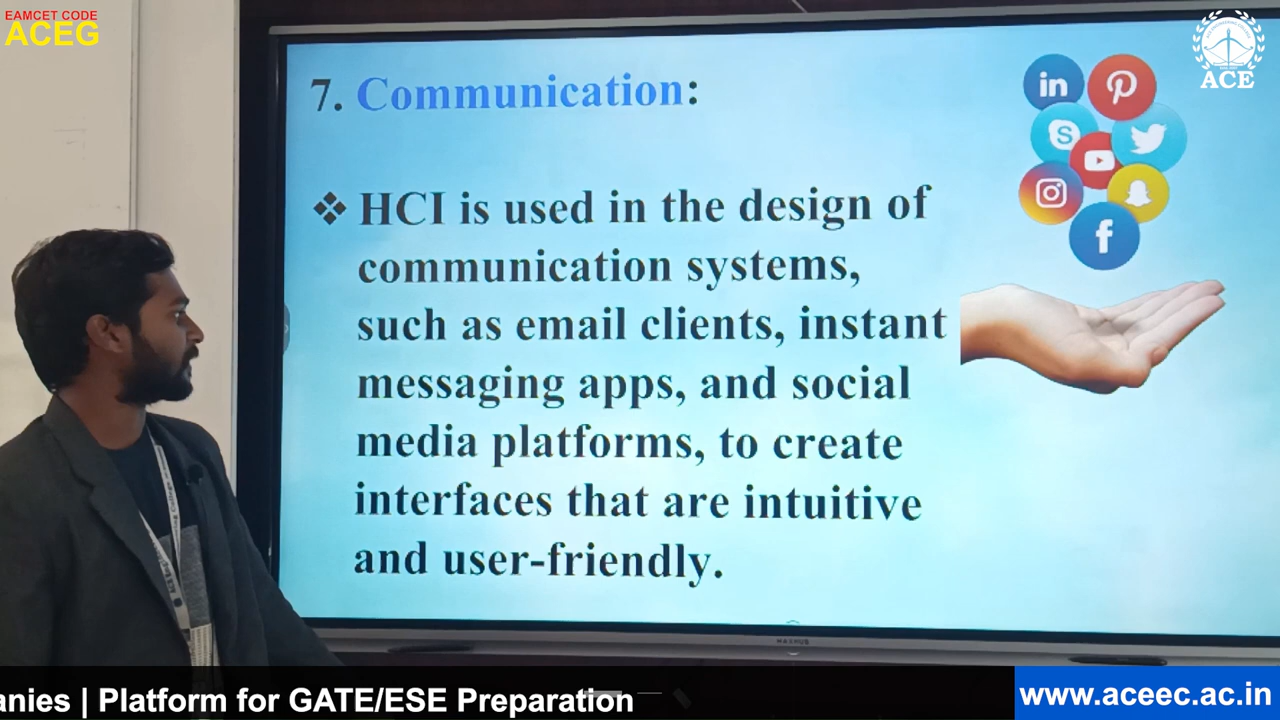 EAMCET CODE
ACEG
ACE
7. Communication:
❖ HCI is used in the design of
communication systems,
such as email clients, instant
messaging apps, and social
media platforms, to create
interfaces that are intuitive
and user-friendly.
in
anies | Platform for GATE/ESE Preparation
www.aceec.ac.in